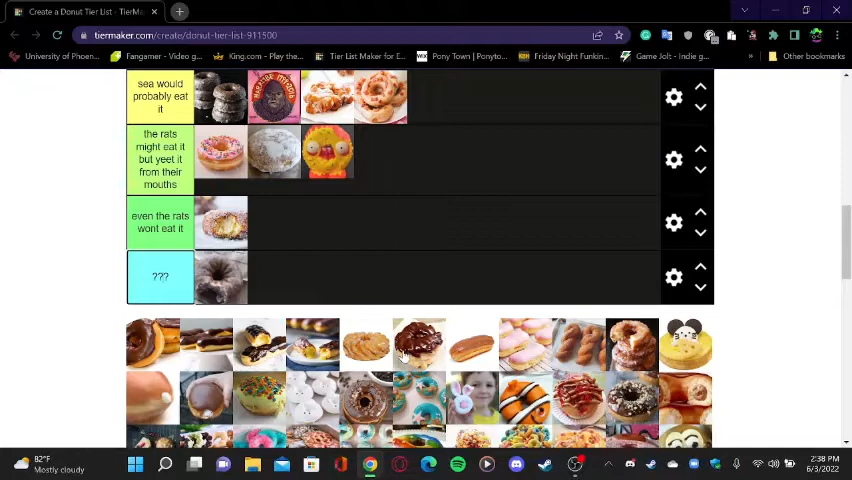 Create a Donut Tier List - TierMa
tiermaker.com/create/donut-tier-list-911500
University of Phoen...
Fangamer - Video g...
King.com - Play the...
Tier List Maker for E...
Pony Town | Ponyto...
Friday Night Funkin...
Game Jolt - Indie g...
Other bookmarks
sea would
probably eat
it
the rats
might eat it
but yeet it
from their
mouths
even the rats
wont eat it
???
82°F
Mostly cloudy
2:38 PM
6/3/2022